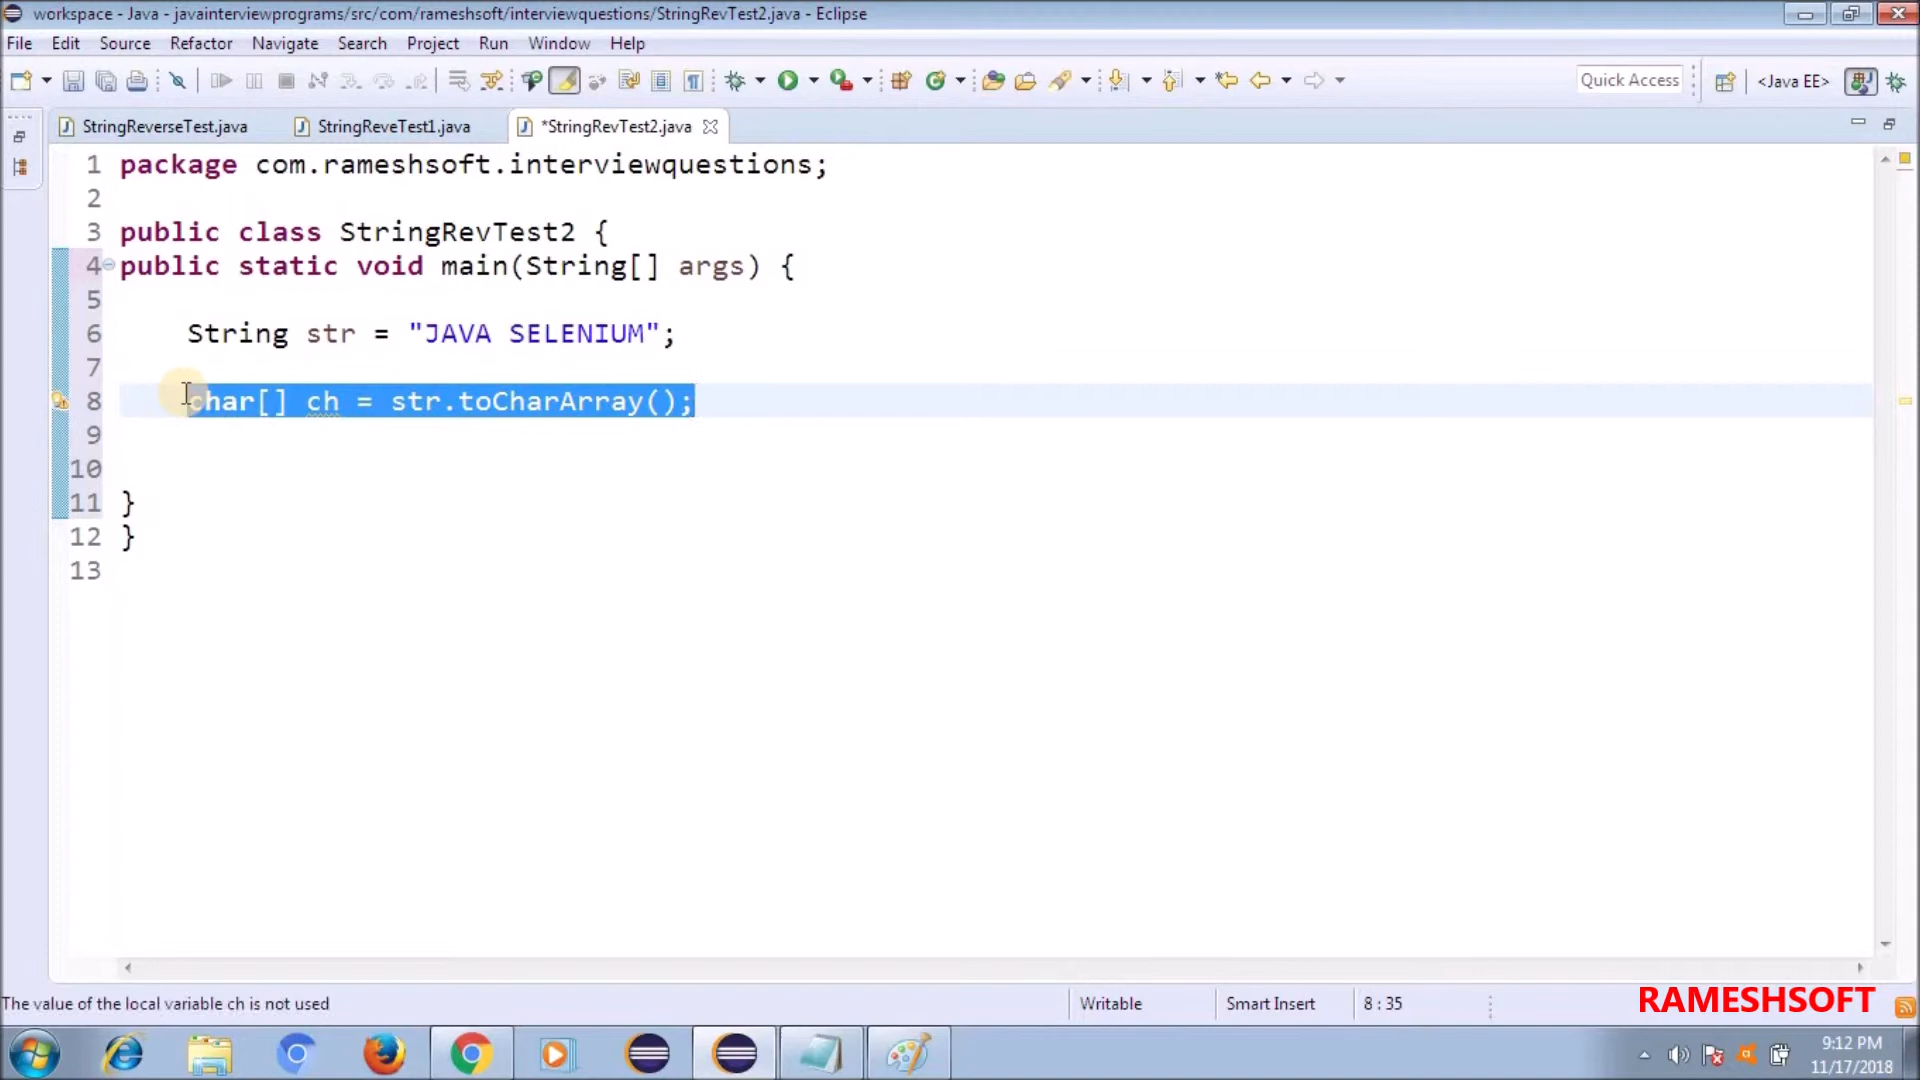 workspace - Java - javainterviewprograms/src/com/rameshsoft/interviewquestions/StringRevTest2.java - Eclipse
File Edit Source Refactor Navigate Search Project Run Window Help
Quick Access <Java EE>
StringReverseTest.java StringReveTest1.java *StringRevTest2.java
1 package com.rameshsoft.interviewquestions;
2
3 public class StringRevTest2 {
4 public static void main(String[] args) {
5
6 String str = "JAVA SELENIUM";
7
8 char[] ch = str.toCharArray();
9
10
11 }
12 }
13
The value of the local variable ch is not used Writable Smart Insert 8 : 35
RAMESHSOFT
9:12 PM
11/17/2018